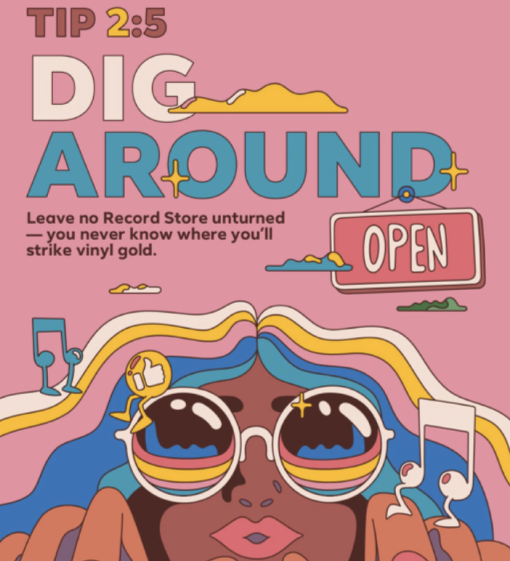 TIP 2:5
DIG
AROUND
Leave no Record Store unturned
— you never know where you’ll
strike vinyl gold.
OPEN